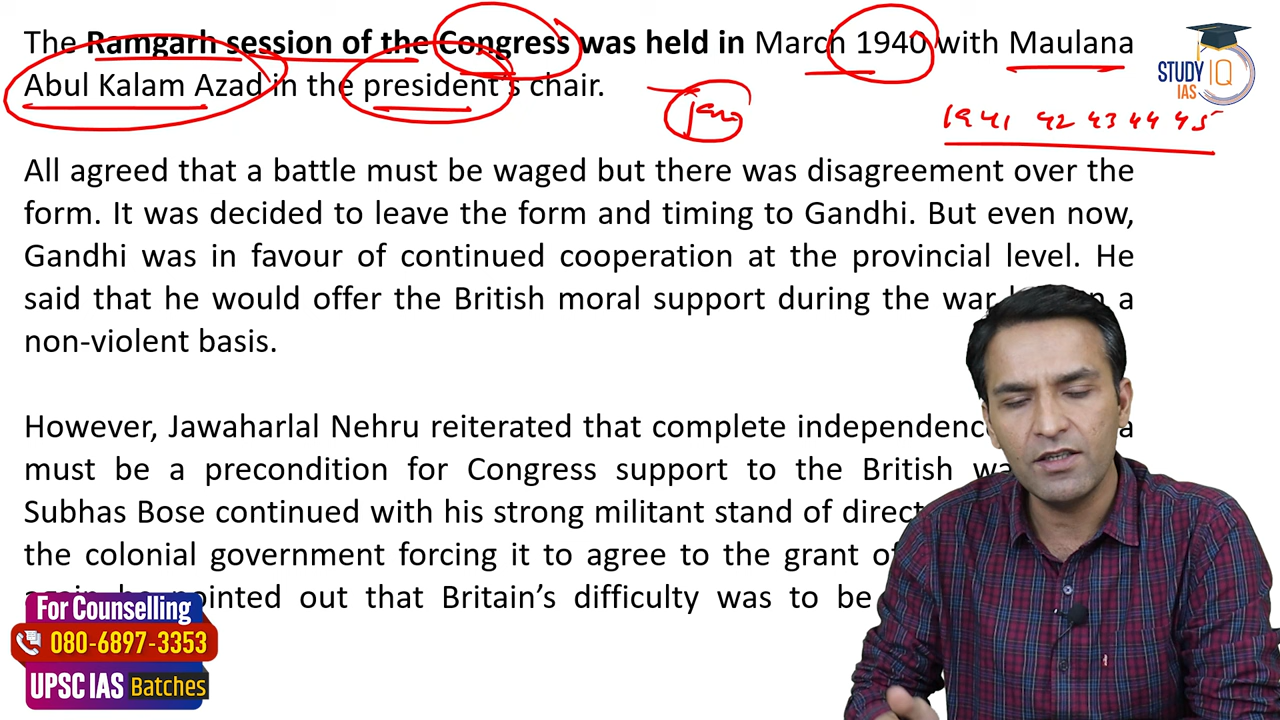 The Ramgarh session of the Congress was held in March 1940 with Maulana
Abul Kalam Azad in the president's chair.
STUDY IQ
IAS
1941 42 43 44 45
All agreed that a battle must be waged but there was disagreement over the
form. It was decided to leave the form and timing to Gandhi. But even now,
Gandhi was in favour of continued cooperation at the provincial level. He
said that he would offer the British moral support during the war a
non-violent basis.
However, Jawaharlal Nehru reiterated that complete independence
must be a precondition for Congress support to the British
Subhas Bose continued with his strong militant stand of direct
the colonial government forcing it to agree to the grant of
pointed out that Britain's difficulty was to be
For Counselling
080-6897-3353
UPSC IAS Batches